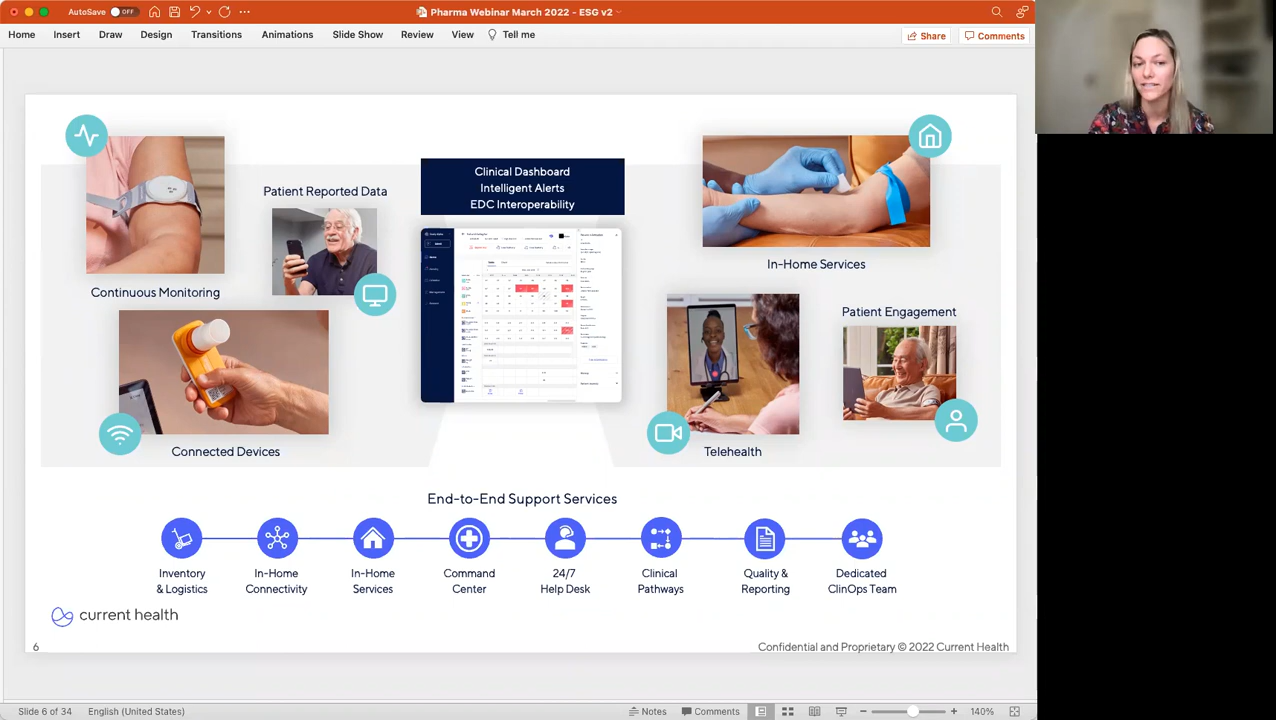 AutoSave OFF
Pharma Webinar March 2022 - ESG v2
Home Insert Draw Design Transitions Animations Slide Show Review View Tell me
Share Comments
Continuous Monitoring
Patient Reported Data
Connected Devices
Clinical Dashboard
Intelligent Alerts
EDC Interoperability
In-Home Services
Telehealth
Patient Engagement
End-to-End Support Services
Inventory
& Logistics
In-Home
Connectivity
In-Home
Services
Command
Center
24/7
Help Desk
Clinical
Pathways
Quality &
Reporting
Dedicated
ClinOps Team
current health
6
Confidential and Proprietary © 2022 Current Health
Slide 6 of 34 English (United States)
Notes Comments 140%